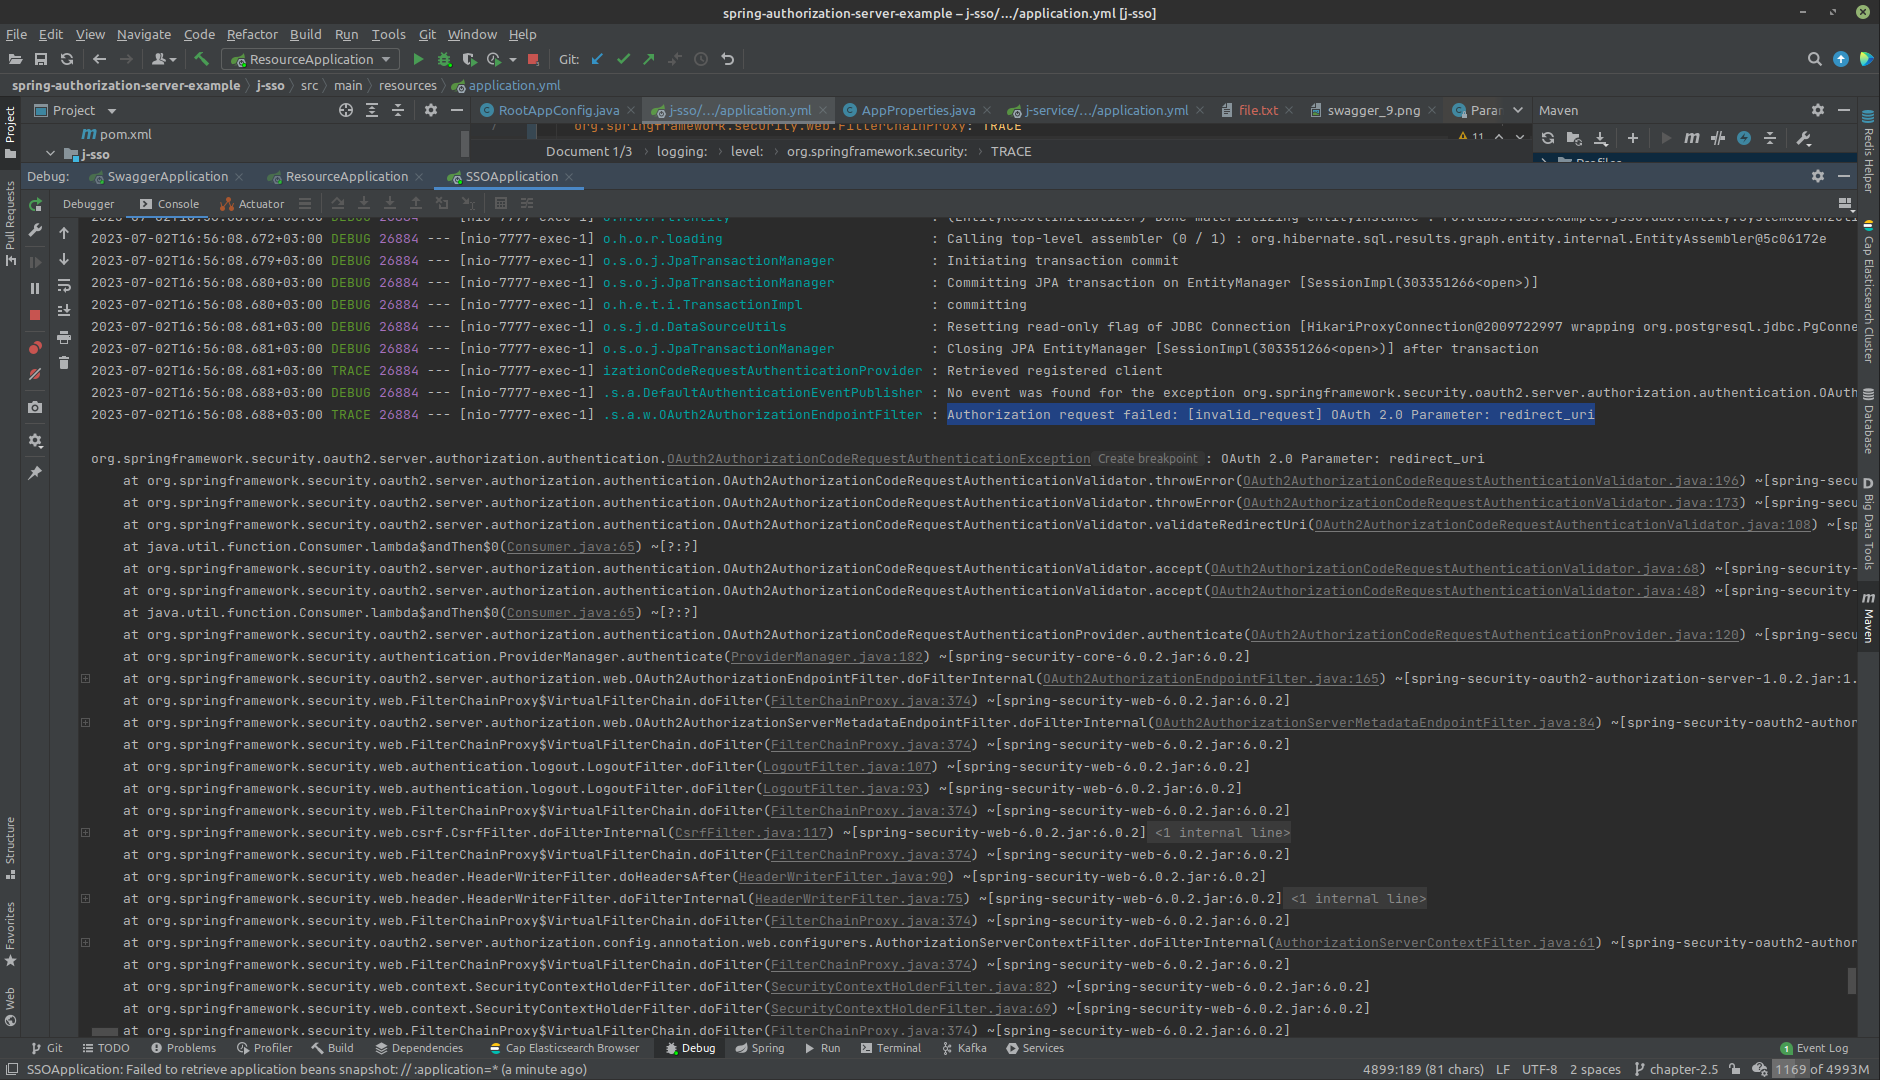 spring-authorization-server-example – j-sso/.../application.yml [j-sso]
File Edit View Navigate Code Refactor Build Run Tools Git Window Help
ResourceApplication Git:
spring-authorization-server-example j-sso src main resources application.yml
Project RootAppConfig.java j-sso/.../application.yml AppProperties.java j-service/.../application.yml file.txt swagger_9.png Parar Maven
pom.xml org.springframework.security.web.FilterChainProxy: TRACE 11
j-sso Document 1/3 logging: level: org.springframework.security: TRACE
Debug: SwaggerApplication ResourceApplication SSOApplication
Debugger Console Actuator
2023-07-02T16:56:08.672+03:00 DEBUG 26884 --- [nio-7777-exec-1] o.h.o.r.loading : Calling top-level assembler (0 / 1) : org.hibernate.sql.results.graph.entity.internal.EntityAssembler@5c06172e
2023-07-02T16:56:08.679+03:00 DEBUG 26884 --- [nio-7777-exec-1] o.s.o.j.JpaTransactionManager : Initiating transaction commit
2023-07-02T16:56:08.680+03:00 DEBUG 26884 --- [nio-7777-exec-1] o.s.o.j.JpaTransactionManager : Committing JPA transaction on EntityManager [SessionImpl(303351266<open>)]
2023-07-02T16:56:08.680+03:00 DEBUG 26884 --- [nio-7777-exec-1] o.h.e.t.i.TransactionImpl : committing
2023-07-02T16:56:08.681+03:00 DEBUG 26884 --- [nio-7777-exec-1] o.s.j.d.DataSourceUtils : Resetting read-only flag of JDBC Connection [HikariProxyConnection@2009722997 wrapping org.postgresql.jdbc.PgConne
2023-07-02T16:56:08.681+03:00 DEBUG 26884 --- [nio-7777-exec-1] o.s.o.j.JpaTransactionManager : Closing JPA EntityManager [SessionImpl(303351266<open>)] after transaction
2023-07-02T16:56:08.681+03:00 TRACE 26884 --- [nio-7777-exec-1] izationCodeRequestAuthenticationProvider : Retrieved registered client
2023-07-02T16:56:08.688+03:00 DEBUG 26884 --- [nio-7777-exec-1] .s.a.DefaultAuthenticationEventPublisher : No event was found for the exception org.springframework.security.oauth2.server.authorization.authentication.OAuth
2023-07-02T16:56:08.688+03:00 TRACE 26884 --- [nio-7777-exec-1] .s.a.w.OAuth2AuthorizationEndpointFilter : Authorization request failed: [invalid_request] OAuth 2.0 Parameter: redirect_uri
org.springframework.security.oauth2.server.authorization.authentication.OAuth2AuthorizationCodeRequestAuthenticationException Create breakpoint : OAuth 2.0 Parameter: redirect_uri
at org.springframework.security.oauth2.server.authorization.authentication.OAuth2AuthorizationCodeRequestAuthenticationValidator.throwError(OAuth2AuthorizationCodeRequestAuthenticationValidator.java:196) ~[spring-secu
at org.springframework.security.oauth2.server.authorization.authentication.OAuth2AuthorizationCodeRequestAuthenticationValidator.throwError(OAuth2AuthorizationCodeRequestAuthenticationValidator.java:173) ~[spring-secu
at org.springframework.security.oauth2.server.authorization.authentication.OAuth2AuthorizationCodeRequestAuthenticationValidator.validateRedirectUri(OAuth2AuthorizationCodeRequestAuthenticationValidator.java:108) ~[sp
at java.util.function.Consumer.lambda$andThen$0(Consumer.java:65) ~[?:?]
at org.springframework.security.oauth2.server.authorization.authentication.OAuth2AuthorizationCodeRequestAuthenticationValidator.accept(OAuth2AuthorizationCodeRequestAuthenticationValidator.java:68) ~[spring-security-
at org.springframework.security.oauth2.server.authorization.authentication.OAuth2AuthorizationCodeRequestAuthenticationValidator.accept(OAuth2AuthorizationCodeRequestAuthenticationValidator.java:48) ~[spring-security-
at java.util.function.Consumer.lambda$andThen$0(Consumer.java:65) ~[?:?]
at org.springframework.security.oauth2.server.authorization.authentication.OAuth2AuthorizationCodeRequestAuthenticationProvider.authenticate(OAuth2AuthorizationCodeRequestAuthenticationProvider.java:120) ~[spring-secu
at org.springframework.security.authentication.ProviderManager.authenticate(ProviderManager.java:182) ~[spring-security-core-6.0.2.jar:6.0.2]
at org.springframework.security.oauth2.server.authorization.web.OAuth2AuthorizationEndpointFilter.doFilterInternal(OAuth2AuthorizationEndpointFilter.java:165) ~[spring-security-oauth2-authorization-server-1.0.2.jar:1.
at org.springframework.security.web.FilterChainProxy$VirtualFilterChain.doFilter(FilterChainProxy.java:374) ~[spring-security-web-6.0.2.jar:6.0.2]
at org.springframework.security.oauth2.server.authorization.web.OAuth2AuthorizationServerMetadataEndpointFilter.doFilterInternal(OAuth2AuthorizationServerMetadataEndpointFilter.java:84) ~[spring-security-oauth2-author
at org.springframework.security.web.FilterChainProxy$VirtualFilterChain.doFilter(FilterChainProxy.java:374) ~[spring-security-web-6.0.2.jar:6.0.2]
at org.springframework.security.web.authentication.logout.LogoutFilter.doFilter(LogoutFilter.java:107) ~[spring-security-web-6.0.2.jar:6.0.2]
at org.springframework.security.web.authentication.logout.LogoutFilter.doFilter(LogoutFilter.java:93) ~[spring-security-web-6.0.2.jar:6.0.2]
at org.springframework.security.web.FilterChainProxy$VirtualFilterChain.doFilter(FilterChainProxy.java:374) ~[spring-security-web-6.0.2.jar:6.0.2]
at org.springframework.security.web.csrf.CsrfFilter.doFilterInternal(CsrfFilter.java:117) ~[spring-security-web-6.0.2.jar:6.0.2] <1 internal line>
at org.springframework.security.web.FilterChainProxy$VirtualFilterChain.doFilter(FilterChainProxy.java:374) ~[spring-security-web-6.0.2.jar:6.0.2]
at org.springframework.security.web.header.HeaderWriterFilter.doHeadersAfter(HeaderWriterFilter.java:90) ~[spring-security-web-6.0.2.jar:6.0.2]
at org.springframework.security.web.header.HeaderWriterFilter.doFilterInternal(HeaderWriterFilter.java:75) ~[spring-security-web-6.0.2.jar:6.0.2] <1 internal line>
at org.springframework.security.web.FilterChainProxy$VirtualFilterChain.doFilter(FilterChainProxy.java:374) ~[spring-security-web-6.0.2.jar:6.0.2]
at org.springframework.security.oauth2.server.authorization.config.annotation.web.configurers.AuthorizationServerContextFilter.doFilterInternal(AuthorizationServerContextFilter.java:61) ~[spring-security-oauth2-author
at org.springframework.security.web.FilterChainProxy$VirtualFilterChain.doFilter(FilterChainProxy.java:374) ~[spring-security-web-6.0.2.jar:6.0.2]
at org.springframework.security.web.context.SecurityContextHolderFilter.doFilter(SecurityContextHolderFilter.java:82) ~[spring-security-web-6.0.2.jar:6.0.2]
at org.springframework.security.web.context.SecurityContextHolderFilter.doFilter(SecurityContextHolderFilter.java:69) ~[spring-security-web-6.0.2.jar:6.0.2]
at org.springframework.security.web.FilterChainProxy$VirtualFilterChain.doFilter(FilterChainProxy.java:374) ~[spring-security-web-6.0.2.jar:6.0.2]
Project
Pull Requests
Structure
Favorites
Web
Redis Helper
Cap Elasticsearch Cluster
Database
Big Data Tools
Maven
Git TODO Problems Profiler Build Dependencies Cap Elasticsearch Browser Debug Spring Run Terminal Kafka Services 1 Event Log
SSOApplication: Failed to retrieve application beans snapshot: // :application=* (a minute ago) 4899:189 (81 chars) LF UTF-8 2 spaces chapter-2.5 1169 of 4993M